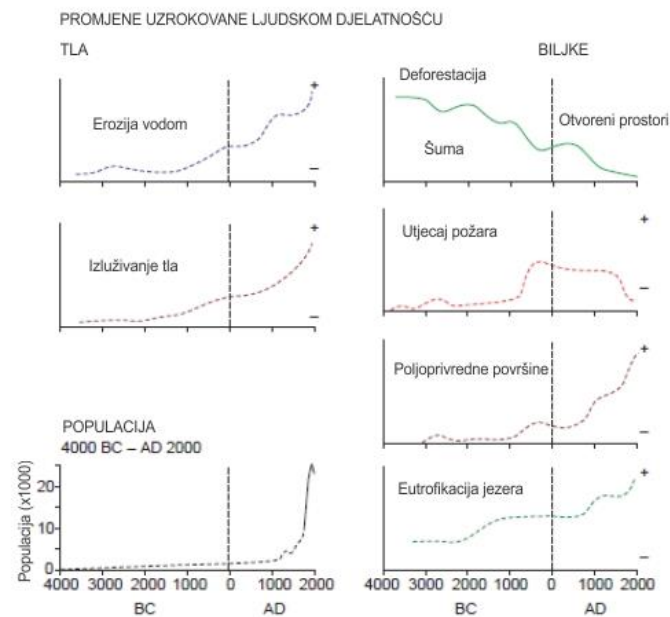 PROMJENE UZROKOVANE LJUDSKOM DJELATNOŠĆU
TLA
Erozija vodom
+
–
Izluživanje tla
+
–
POPULACIJA
4000 BC – AD 2000
Populacija (x1000)
20
10
0
4000 3000 2000 1000 0 1000 2000
BC AD
BILJKE
Deforestacija
Otvoreni prostori
Šuma
Utjecaj požara
+
–
Poljoprivredne površine
+
–
Eutrofikacija jezera
+
–
4000 3000 2000 1000 0 1000 2000
BC AD